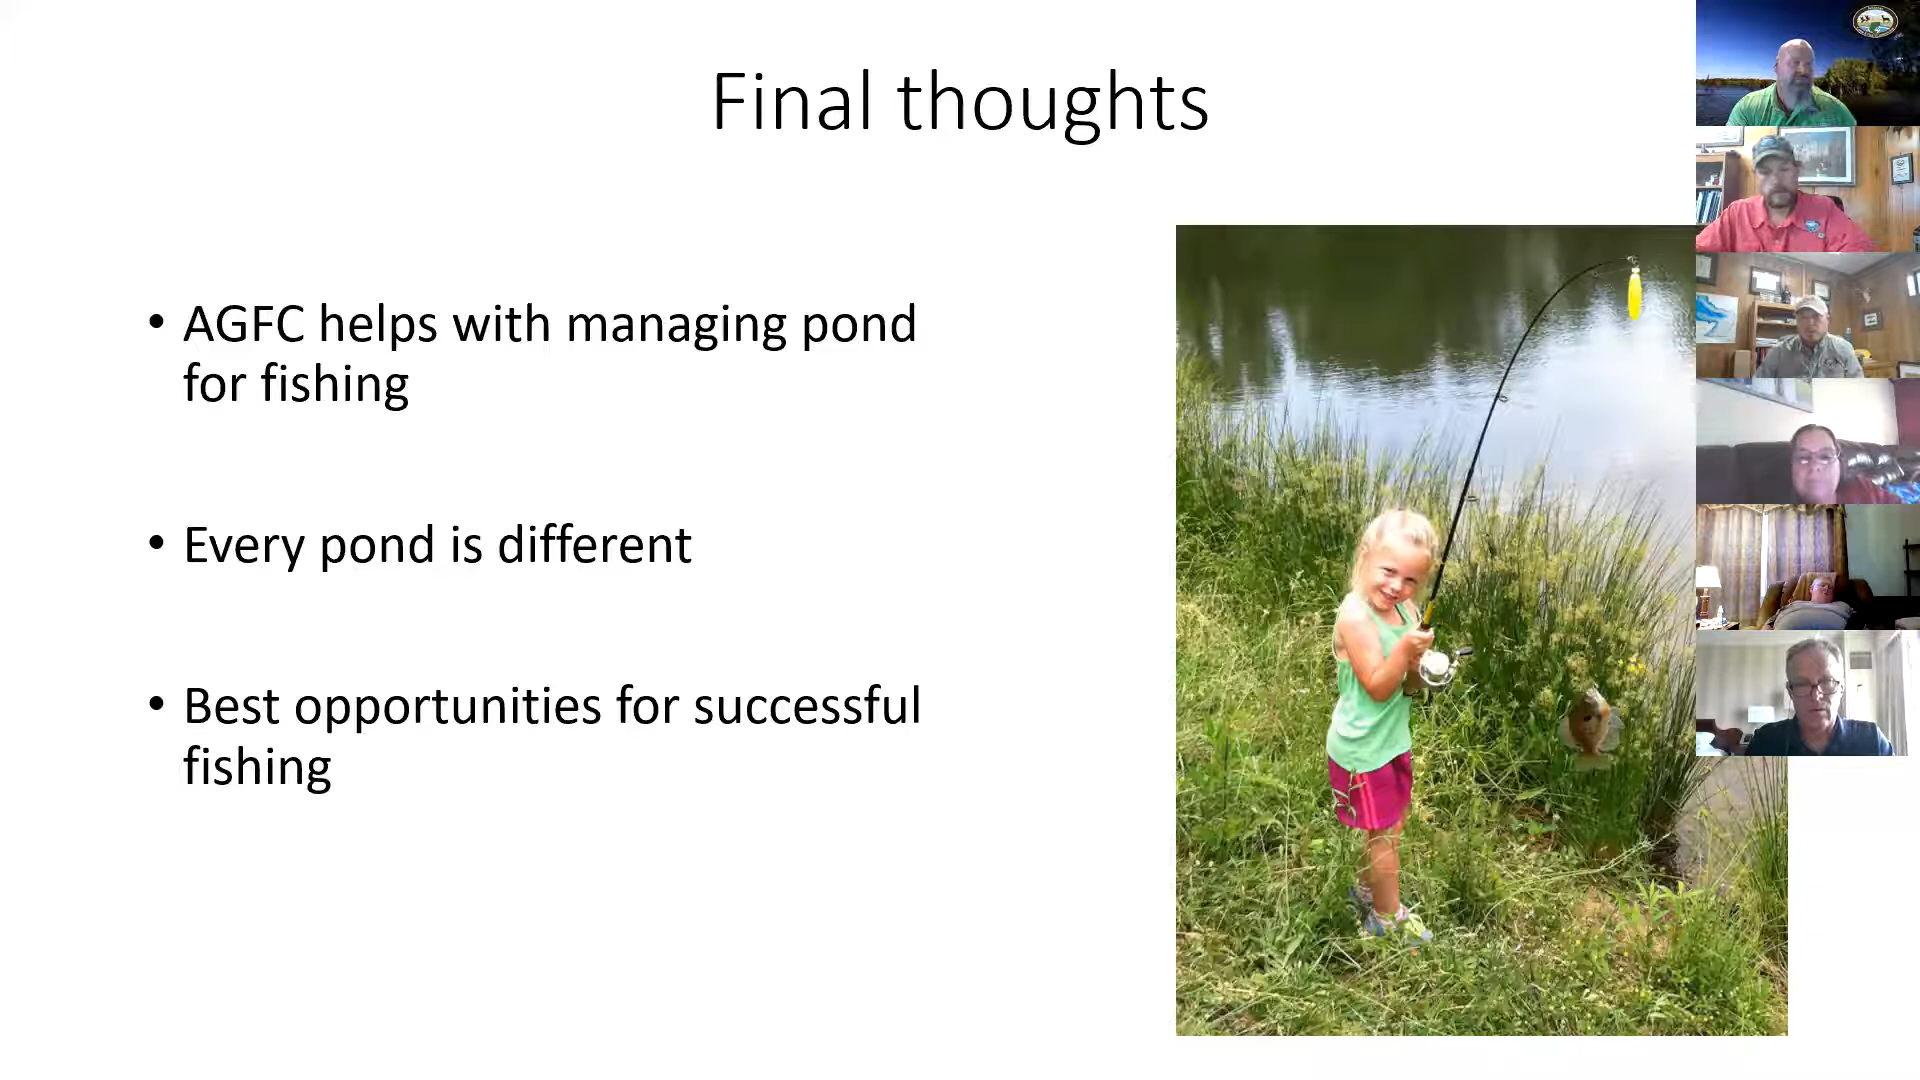 Final thoughts
• AGFC helps with managing pond
for fishing
• Every pond is different
• Best opportunities for successful
fishing